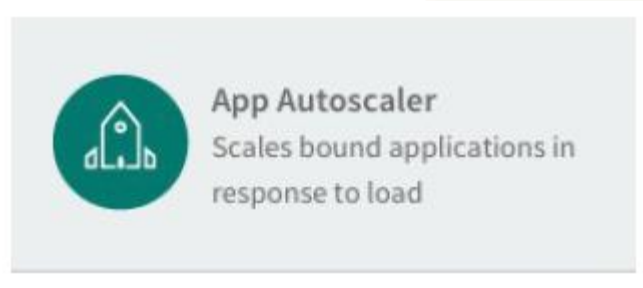 App Autoscaler
Scales bound applications in
response to load